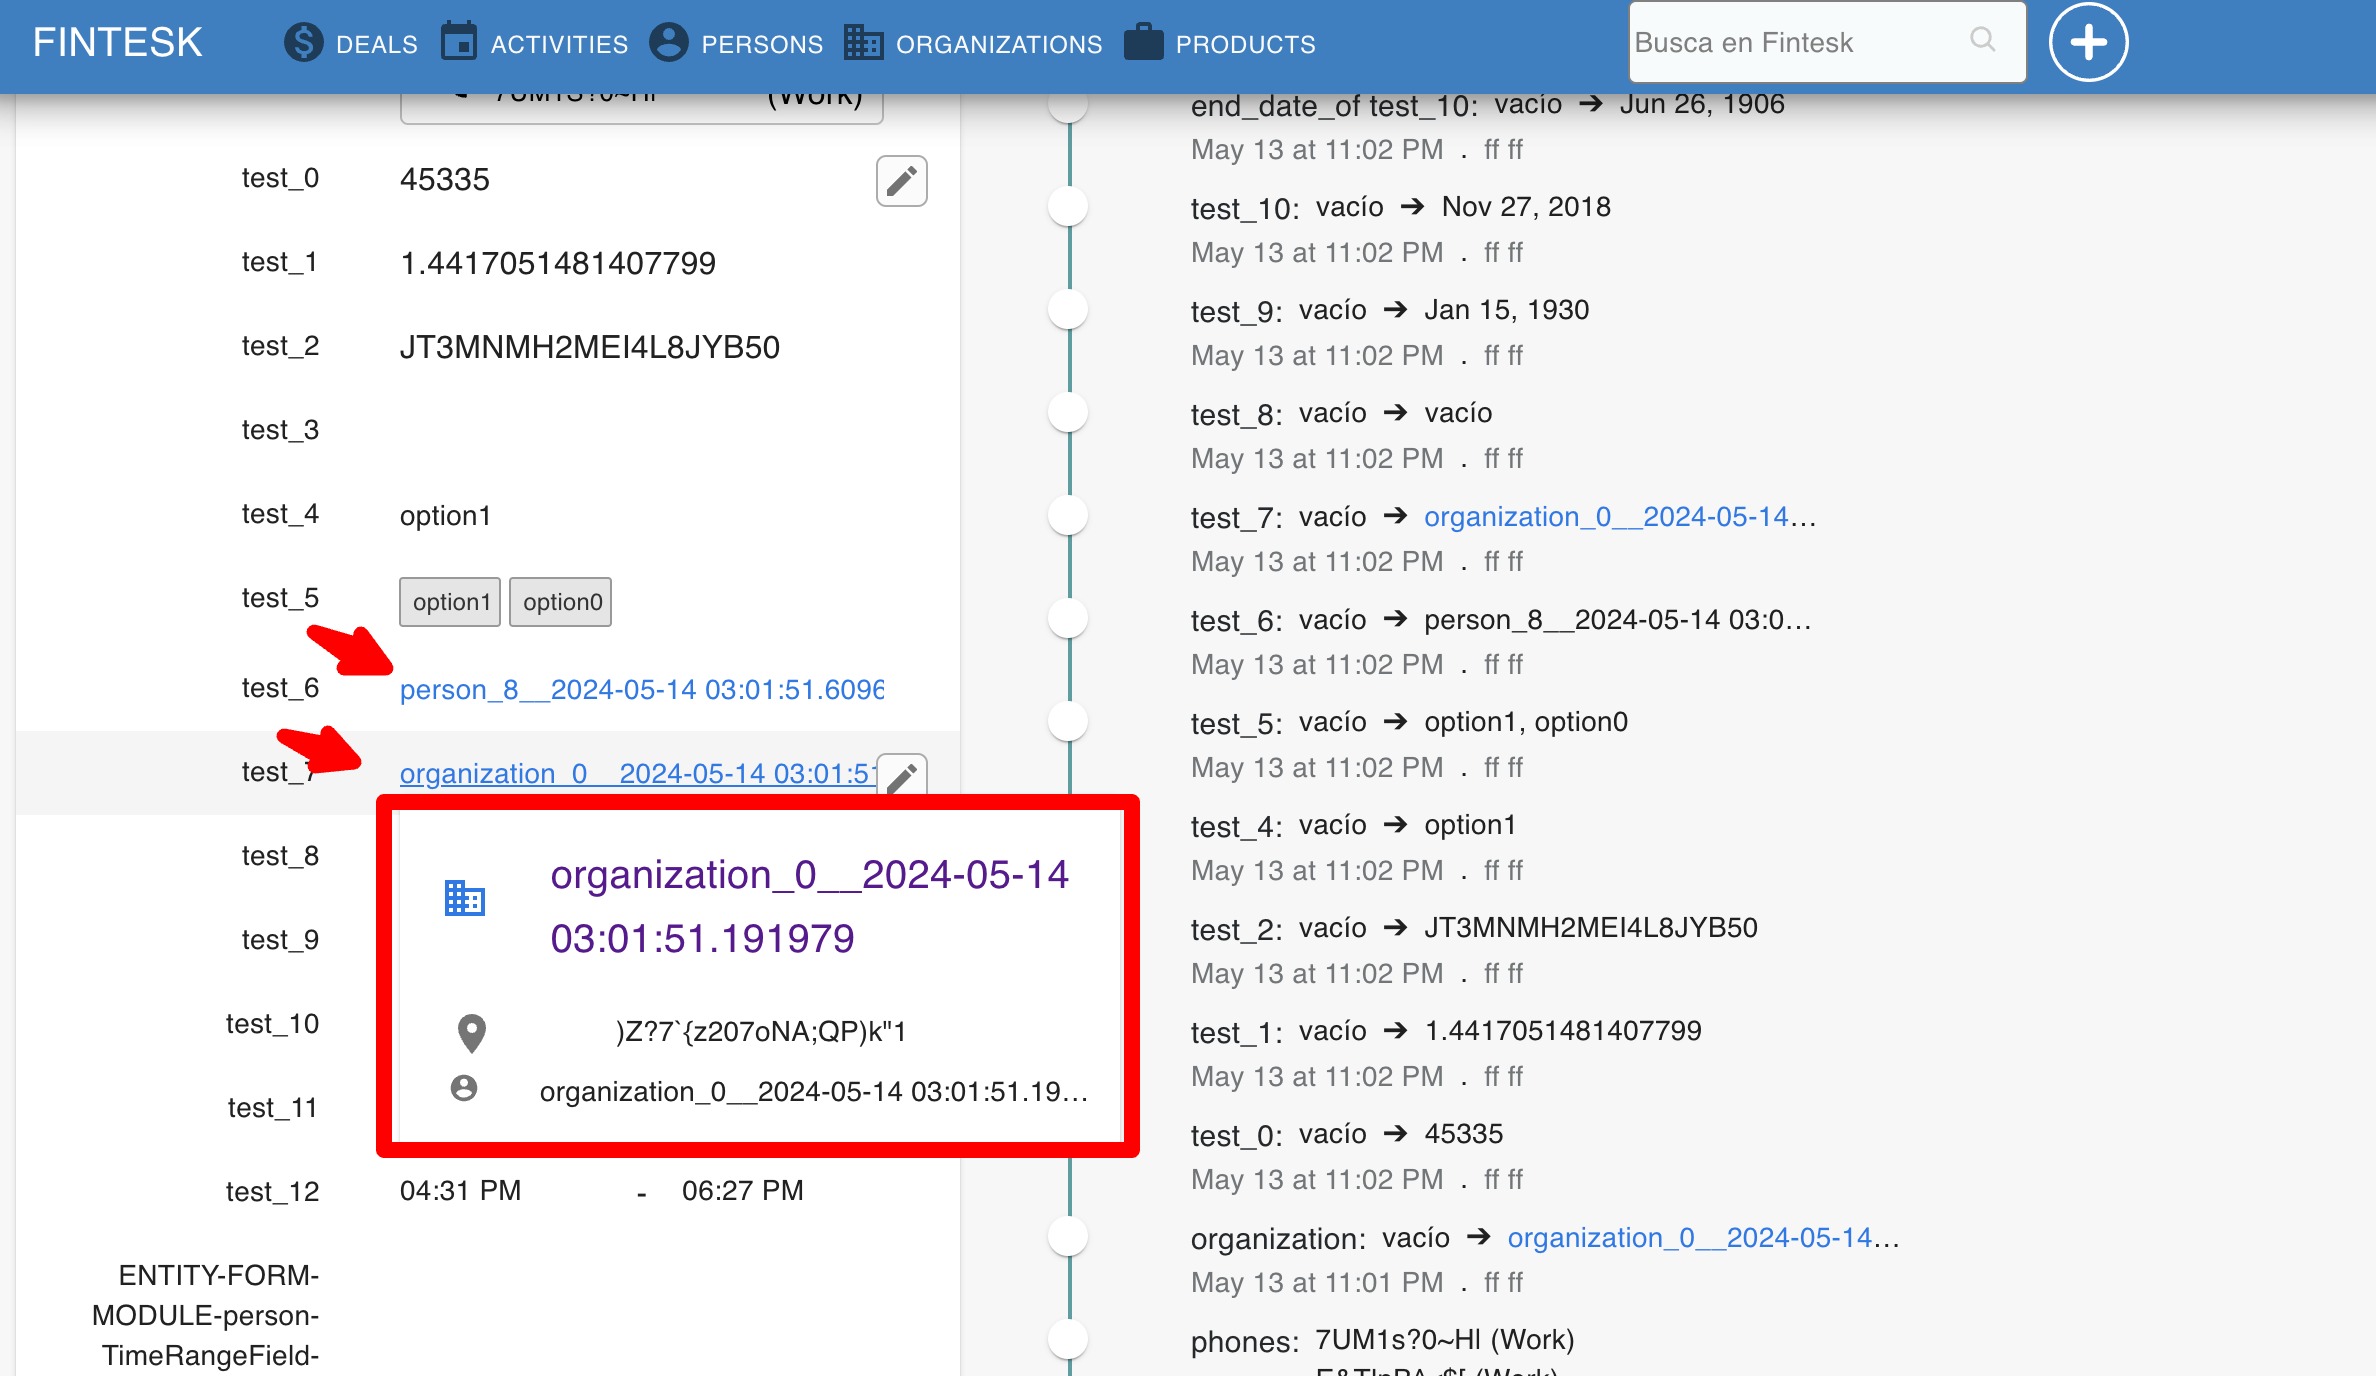 FINTESK
DEALS
ACTIVITIES
PERSONS
ORGANIZATIONS
PRODUCTS
Busca en Fintesk
(Work)
test_0
45335
test_1
1.4417051481407799
test_2
JT3MNMH2MEI4L8JYB50
test_3
test_4
option1
test_5
option1
option0
test_6
person_8__2024-05-14 03:01:51.6096
test_7
organization_0__2024-05-14 03:01:51
organization_0__2024-05-14
03:01:51.191979
)Z?7`{z207oNA;QP)k"1
organization_0__2024-05-14 03:01:51.19...
test_8
test_9
test_10
test_11
test_12
04:31 PM - 06:27 PM
ENTITY-FORM-
MODULE-person-
TimeRangeField-
end_date_of test_10: vacío ➔ Jun 26, 1906
May 13 at 11:02 PM . ff ff
test_10: vacío ➔ Nov 27, 2018
May 13 at 11:02 PM . ff ff
test_9: vacío ➔ Jan 15, 1930
May 13 at 11:02 PM . ff ff
test_8: vacío ➔ vacío
May 13 at 11:02 PM . ff ff
test_7: vacío ➔ organization_0__2024-05-14...
May 13 at 11:02 PM . ff ff
test_6: vacío ➔ person_8__2024-05-14 03:0...
May 13 at 11:02 PM . ff ff
test_5: vacío ➔ option1, option0
May 13 at 11:02 PM . ff ff
test_4: vacío ➔ option1
May 13 at 11:02 PM . ff ff
test_2: vacío ➔ JT3MNMH2MEI4L8JYB50
May 13 at 11:02 PM . ff ff
test_1: vacío ➔ 1.4417051481407799
May 13 at 11:02 PM . ff ff
test_0: vacío ➔ 45335
May 13 at 11:02 PM . ff ff
organization: vacío ➔ organization_0__2024-05-14...
May 13 at 11:01 PM . ff ff
phones: 7UM1s?0~Hl (Work)